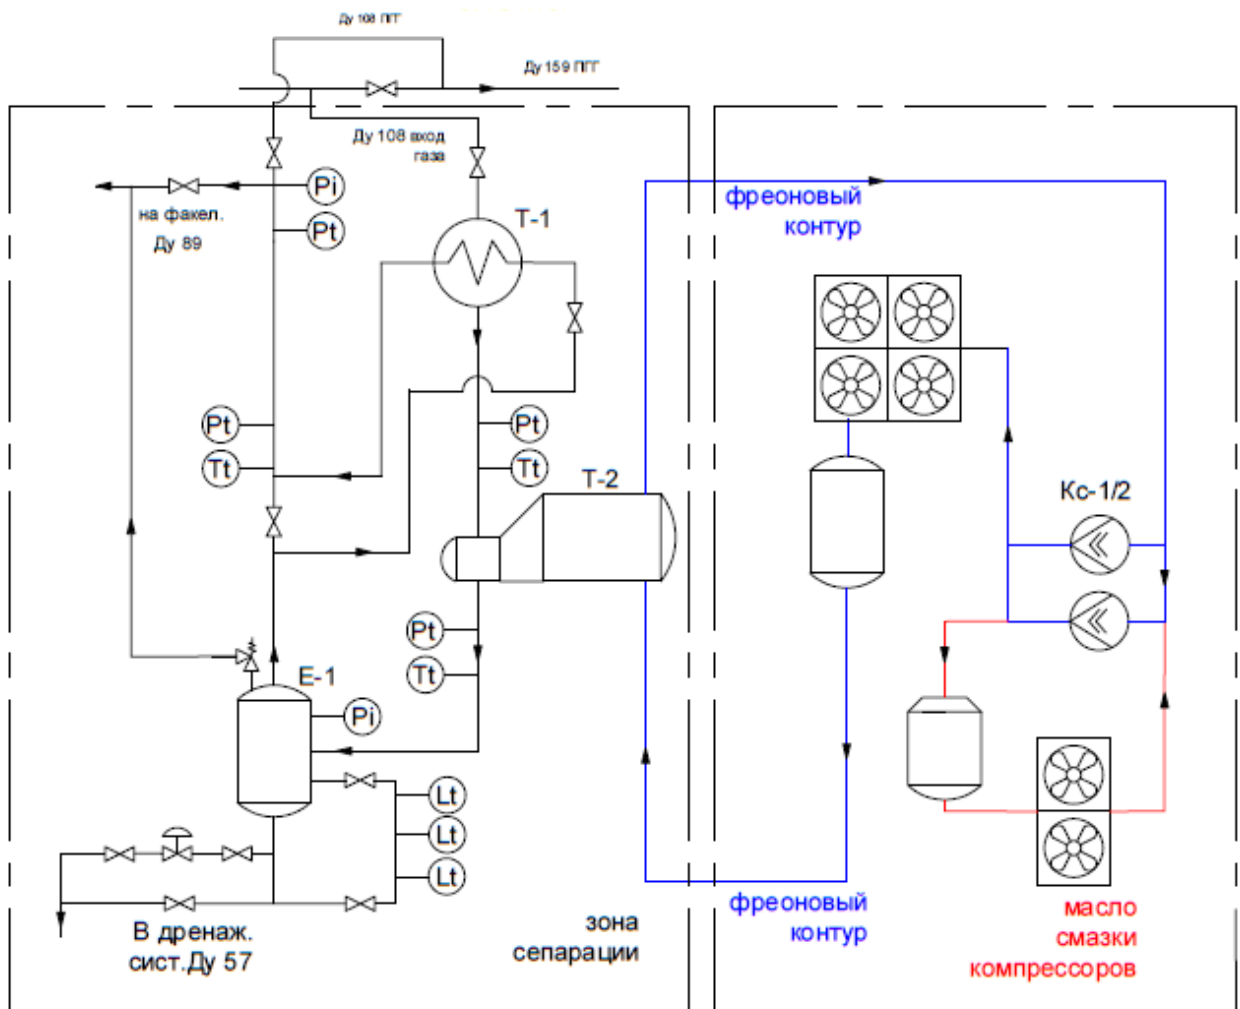 Ду 108 ПГГ
Ду 159 ПГГ
Ду 108 вход
газа
на факел.
Ду 89
Pi
Pt
Т-1
фреоновый
контур
Pt
Tt
Pt
Tt
Т-2
Кс-1/2
Pt
Tt
Е-1
Pi
Lt
Lt
Lt
В дренаж.
сист.Ду 57
зона
сепарации
фреоновый
контур
масло
смазки
компрессоров